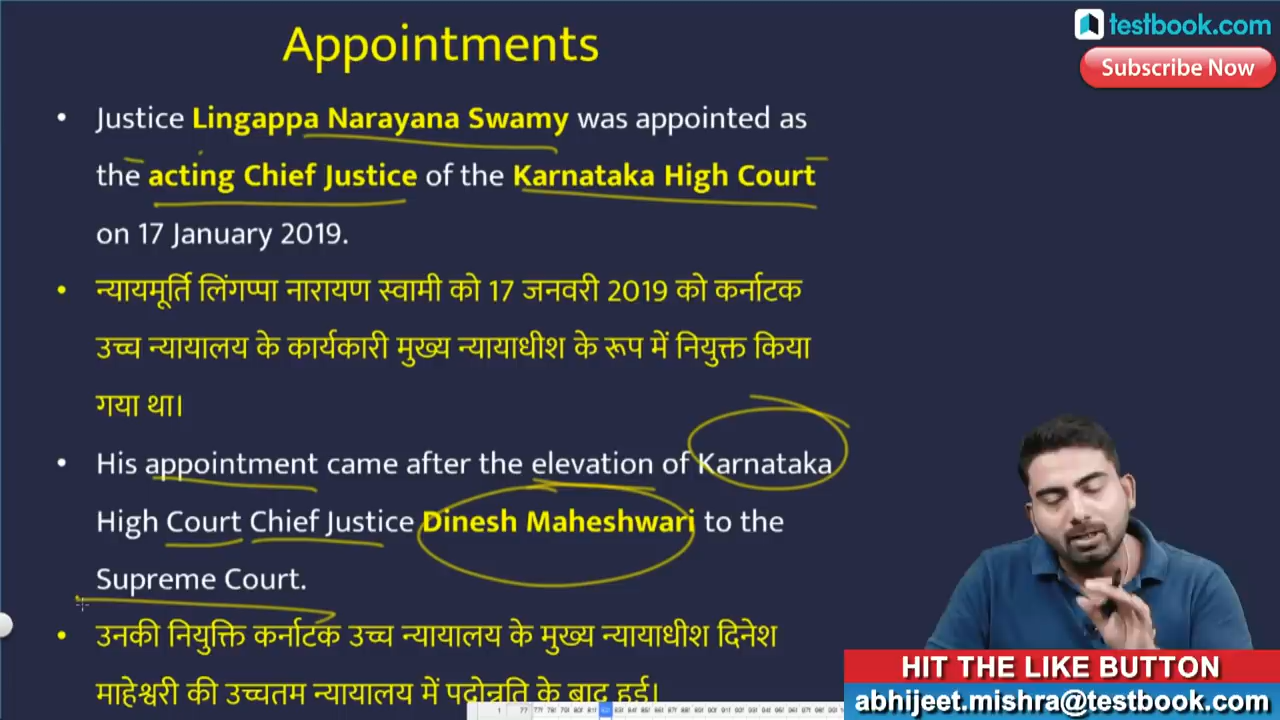 Appointments
testbook.com
Subscribe Now
• Justice Lingappa Narayana Swamy was appointed as
the acting Chief Justice of the Karnataka High Court
on 17 January 2019.
• न्यायमूर्ति लिंगप्पा नारायण स्वामी को 17 जनवरी 2019 को कर्नाटक
उच्च न्यायालय के कार्यकारी मुख्य न्यायाधीश के रूप में नियुक्त किया
गया था।
• His appointment came after the elevation of Karnataka
High Court Chief Justice Dinesh Maheshwari to the
Supreme Court.
• उनकी नियुक्ति कर्नाटक उच्च न्यायालय के मुख्य न्यायाधीश दिनेश
माहेश्वरी की उच्चतम न्यायालय में पदोन्नति के बाद हुई।
HIT THE LIKE BUTTON
abhijeet.mishra@testbook.com